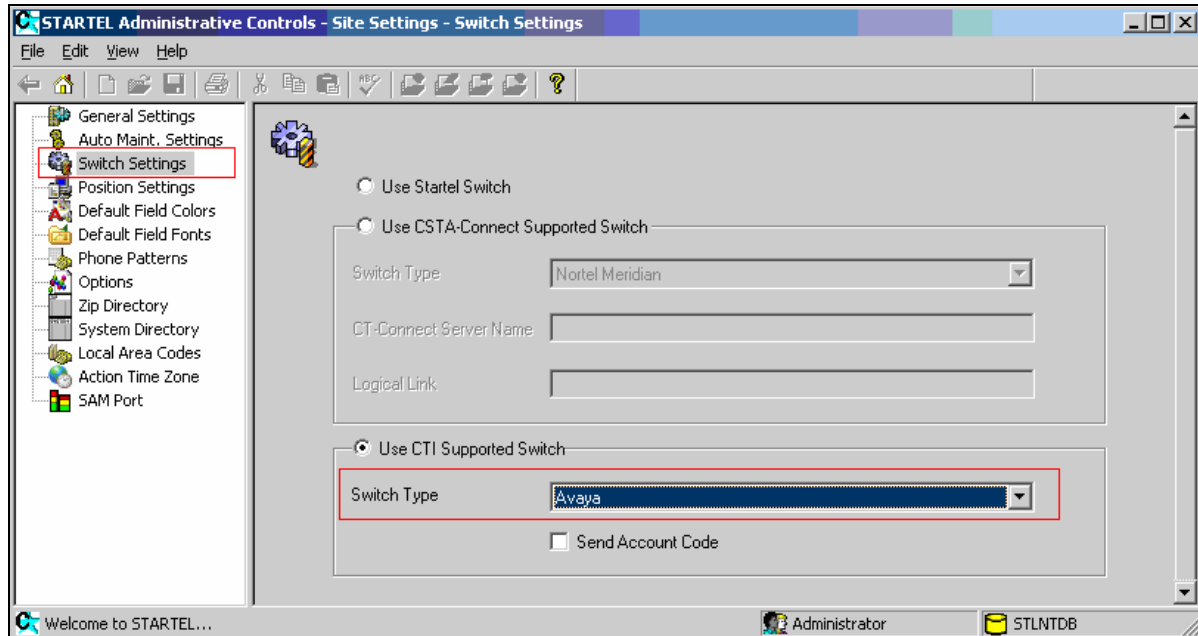 STARTEL Administrative Controls - Site Settings - Switch Settings
File Edit View Help
General Settings
Auto Maint. Settings
Switch Settings
Position Settings
Default Field Colors
Default Field Fonts
Phone Patterns
Options
Zip Directory
System Directory
Local Area Codes
Action Time Zone
SAM Port
Use Startel Switch
Use CSTA-Connect Supported Switch
Switch Type Nortel Meridian
CT-Connect Server Name
Logical Link
Use CTI Supported Switch
Switch Type Avaya
Send Account Code
Welcome to STARTEL... Administrator STLNTDB